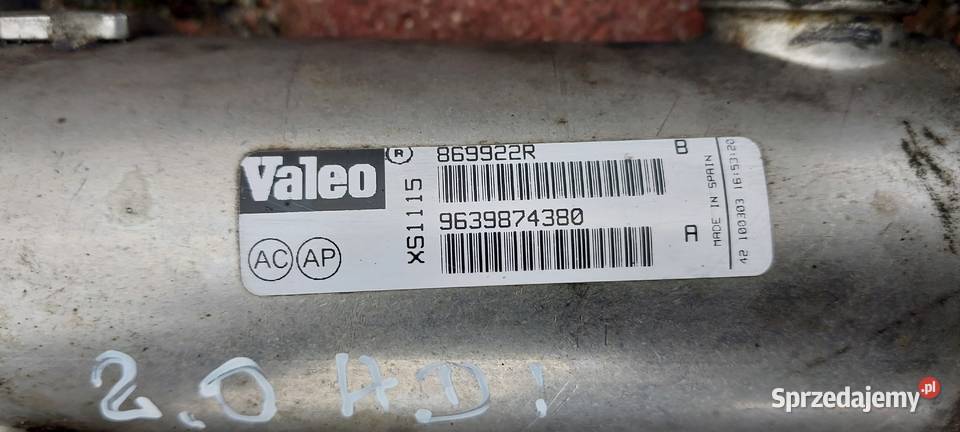 Valeo
®
869922R
B
XS1115
9639874380
A
AC AP
MADE IN SPAIN
42 100303 16:53:20
2.0 HDi
Sprzedajemy.pl